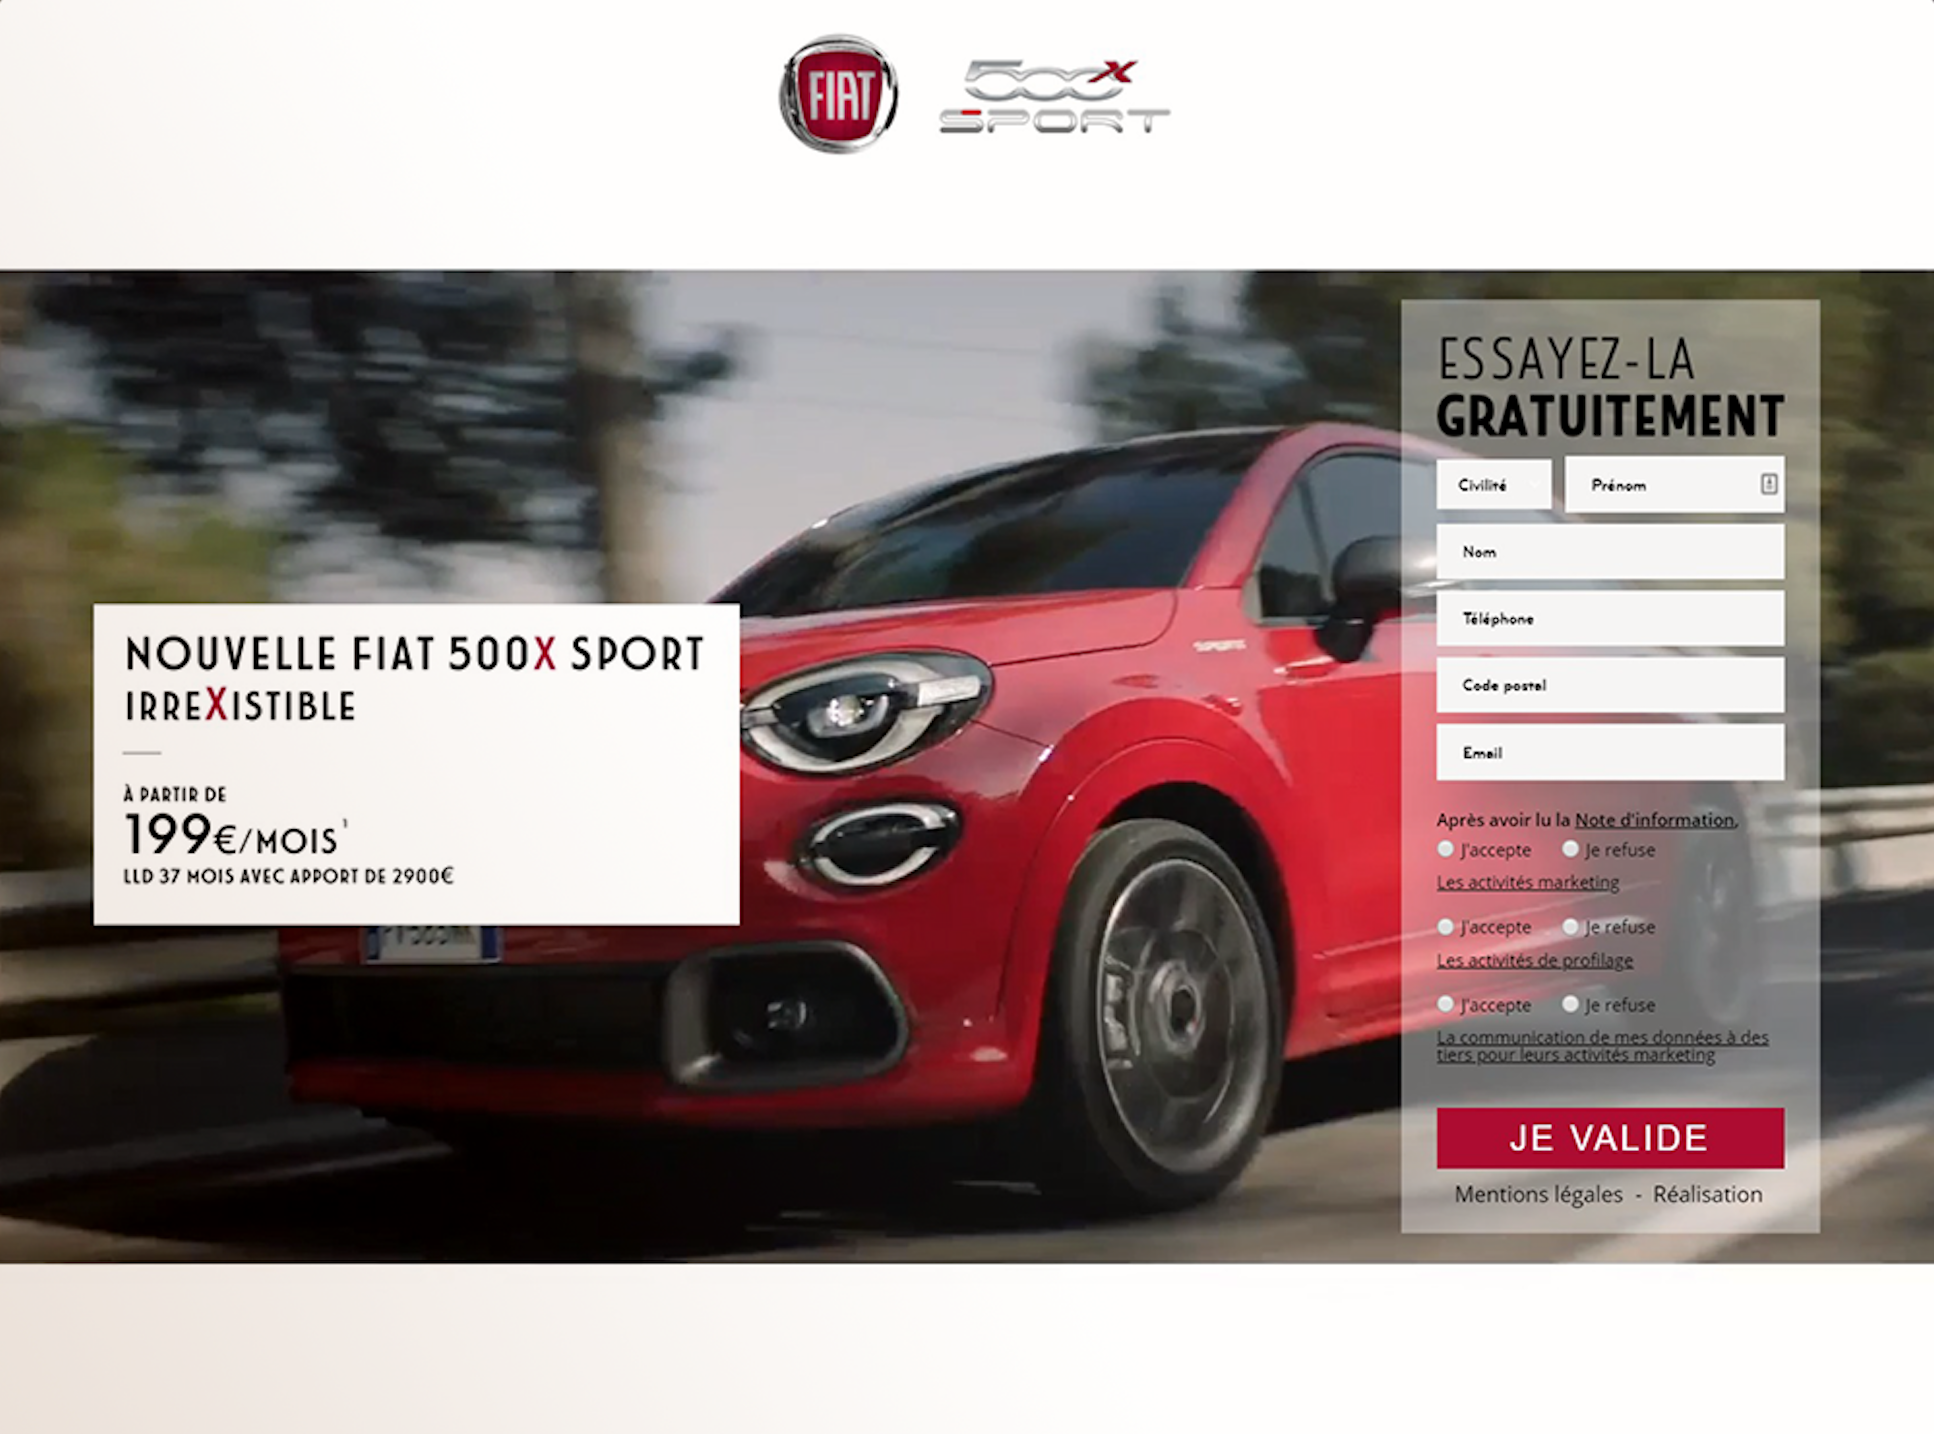 FIAT
500X
SPORT
ESSAYEZ-LA
GRATUITEMENT
Civilité
Prénom
Nom
Téléphone
Code postal
Email
Après avoir lu la Note d'information,
J'accepte Je refuse
Les activités marketing
J'accepte Je refuse
Les activités de profilage
J'accepte Je refuse
La communication de mes données à des
tiers pour leurs activités marketing
JE VALIDE
Mentions légales - Réalisation
NOUVELLE FIAT 500X SPORT
IRREXISTIBLE
À PARTIR DE
199€/MOIS¹
LLD 37 MOIS AVEC APPORT DE 2900€
SPORT